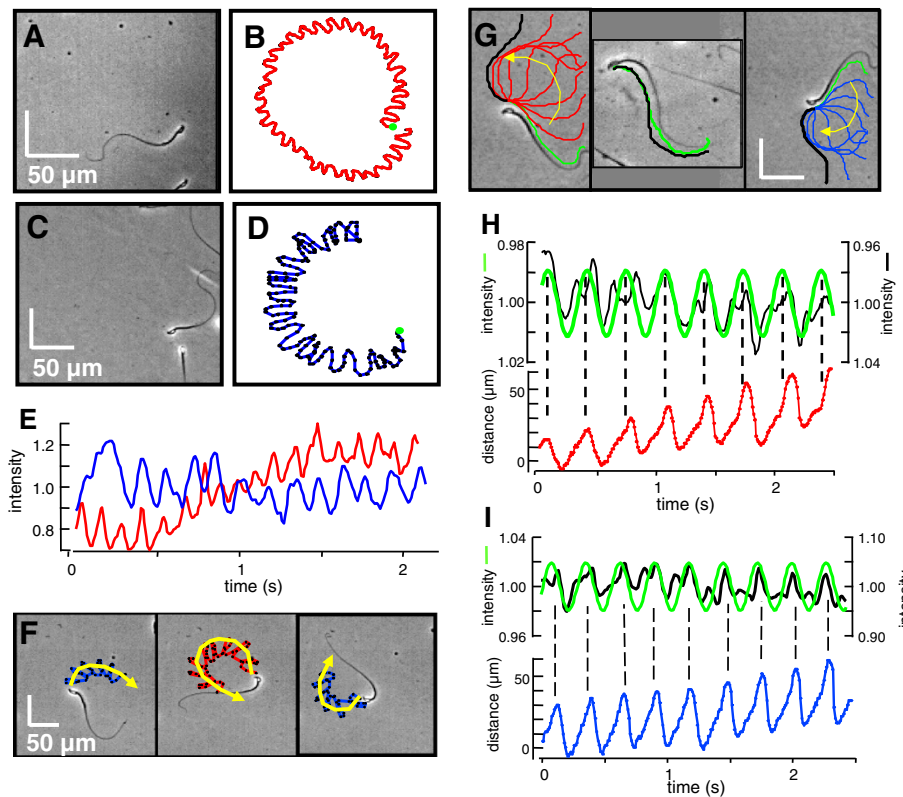 A
50 µm
B
C
50 µm
D
E
1.2
1.0
0.8
intensity
0
1
2
time (s)
F
50 µm
G
H
0.98
1.00
1.02
intensity
0.96
1.00
1.04
intensity
50
0
distance (µm)
0
1
2
time (s)
I
1.04
1.00
0.96
intensity
1.10
1.00
0.90
intensity
50
0
distance (µm)
0
1
2
time (s)